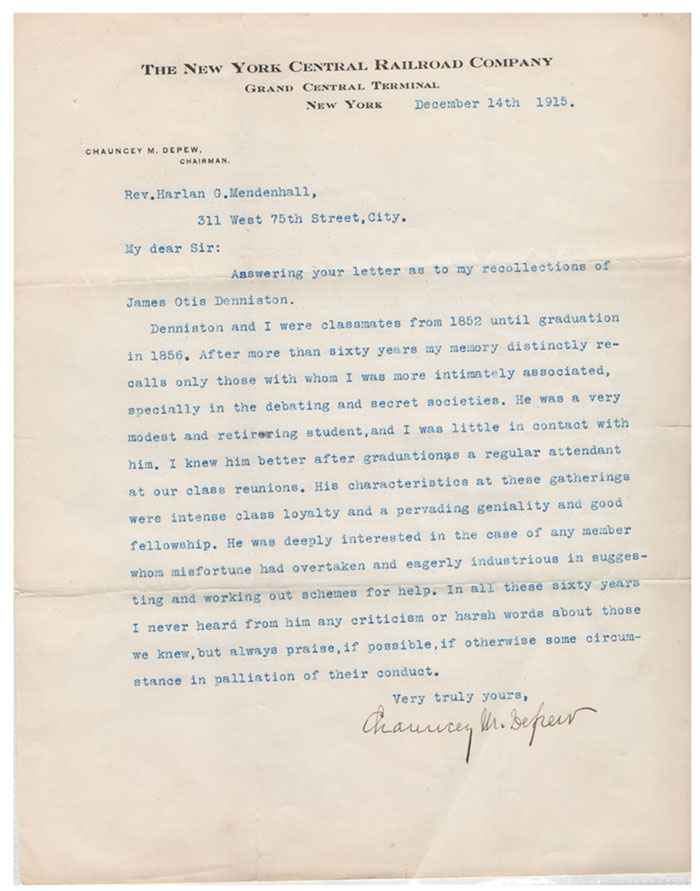 THE NEW YORK CENTRAL RAILROAD COMPANY
GRAND CENTRAL TERMINAL
NEW YORK December 14th 1915.
CHAUNCEY M. DEPEW,
CHAIRMAN.
Rev.Harlan G.Mendenhall,
311 West 75th Street,City.
My dear Sir:
Answering your letter as to my recollections of
James Otis Denniston.
Denniston and I were classmates from 1852 until graduation
in 1856. After more than sixty years my memory distinctly re-
calls only those with whom I was more intimately associated,
specially in the debating and secret societies. He was a very
modest and retirering student,and I was little in contact with
him. I knew him better after graduationas a regular attendant
at our class reunions. His characteristics at these gatherings
were intense class loyalty and a pervading geniality and good
fellowship. He was deeply interested in the case of any member
whom misfortune had overtaken and eagerly industrious in sugges-
ting and working out schemes for help. In all these sixty years
I never heard from him any criticism or harsh words about those
we knew,but always praise,if possible,if otherwise some circum-
stance in palliation of their conduct.
Very truly yours,
Chauncey M. Depew